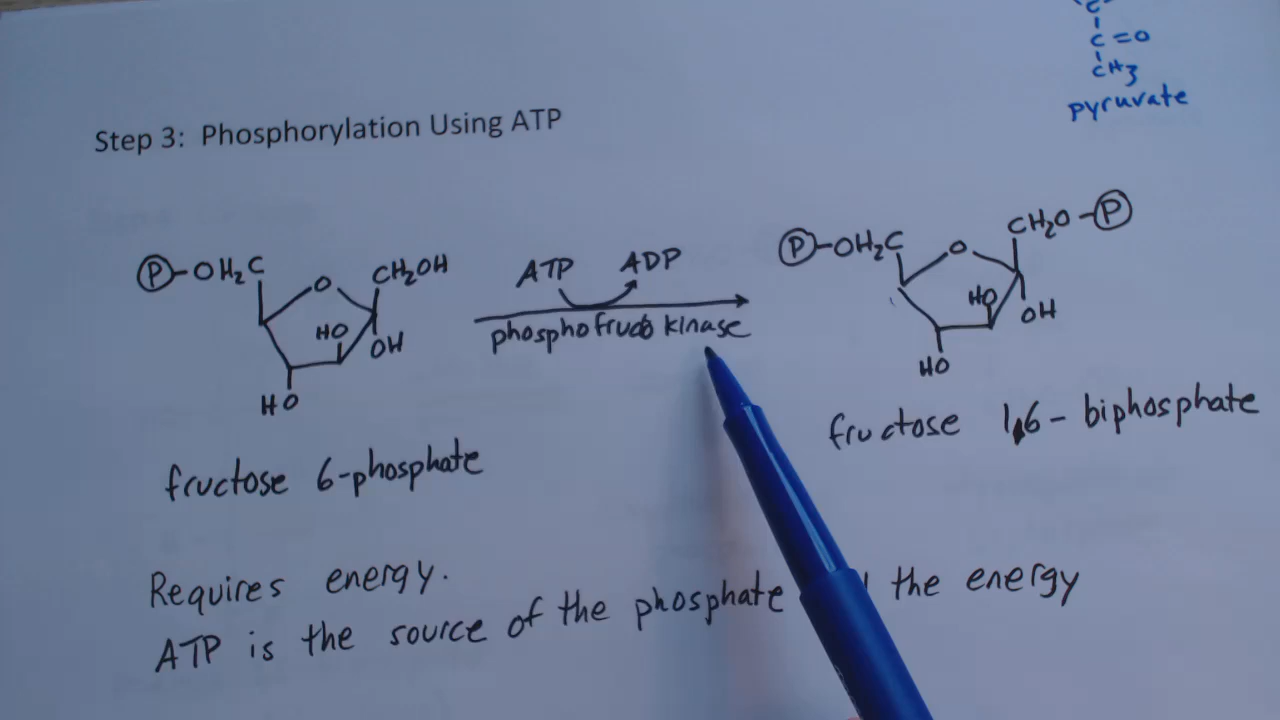 C
C=O
CH3
pyruvate
Step 3: Phosphorylation Using ATP
P-OH2C O CH2OH
HO OH
HO
ATP ADP
phosphofructo kinase
P-OH2C O CH2O-P
HO OH
HO
fructose 6-phosphate
fructose 1,6-biphosphate
Requires energy.
ATP is the source of the phosphate the energy